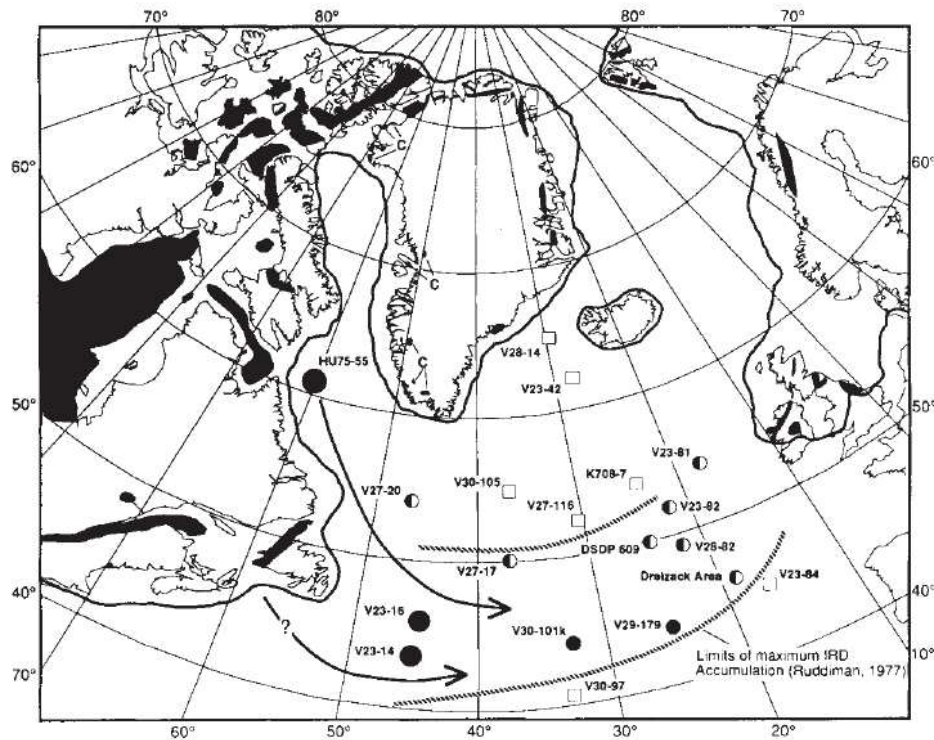 70°
80°
80°
70°
60°
60°
C
C
C
50°
50°
HU75-55
V28-14
V23-42
V23-81
K708-7
V30-105
V27-20
V27-116
V23-82
DSDP 609
V28-82
V27-17
Dreizack Area
V23-84
40°
40°
V23-16
V30-101k
V29-179
?
V23-14
Limits of maximum IRD
Accumulation (Ruddiman, 1977)
V30-97
70°
10°
60°
50°
40°
30°
20°